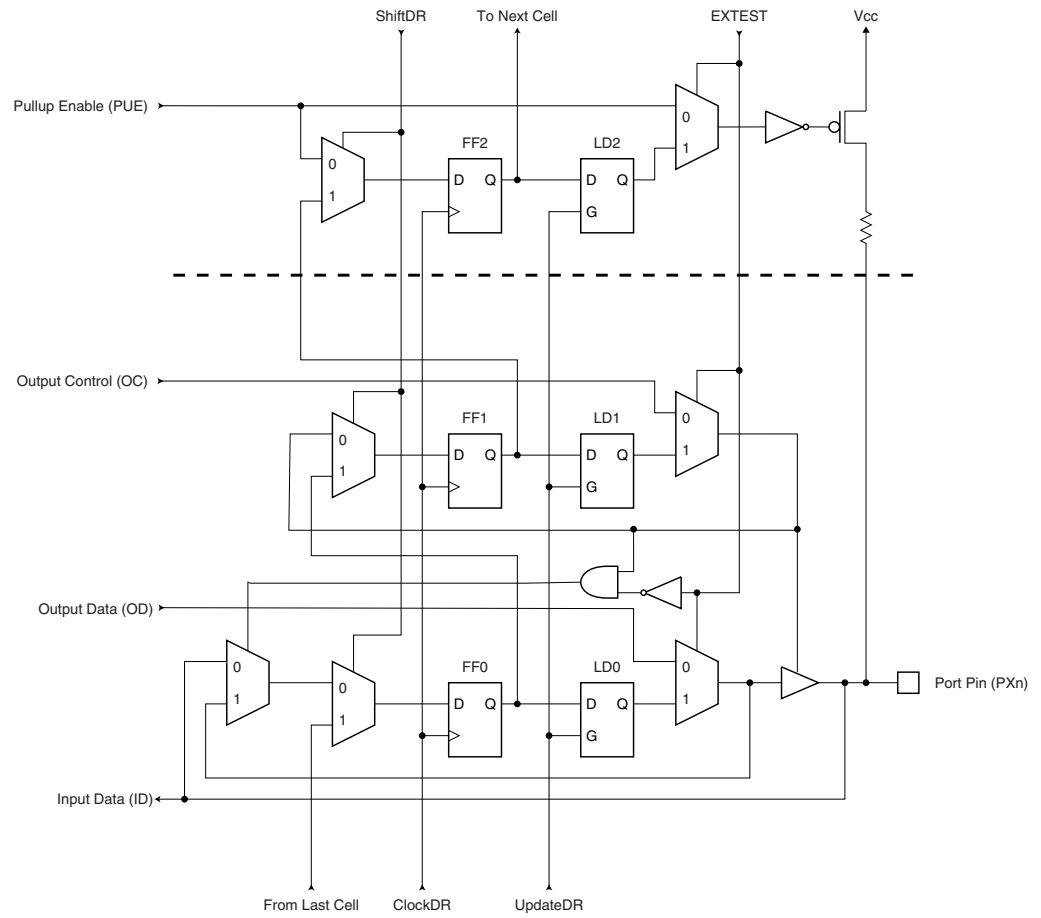 ShiftDR To Next Cell EXTEST Vcc
Pullup Enable (PUE)
0
1
FF2
D Q
LD2
D Q
G
0
1
Output Control (OC)
0
1
FF1
D Q
LD1
D Q
G
0
1
Output Data (OD)
0
1
0
1
FF0
D Q
LD0
D Q
G
0
1
Port Pin (PXn)
Input Data (ID)
From Last Cell ClockDR UpdateDR